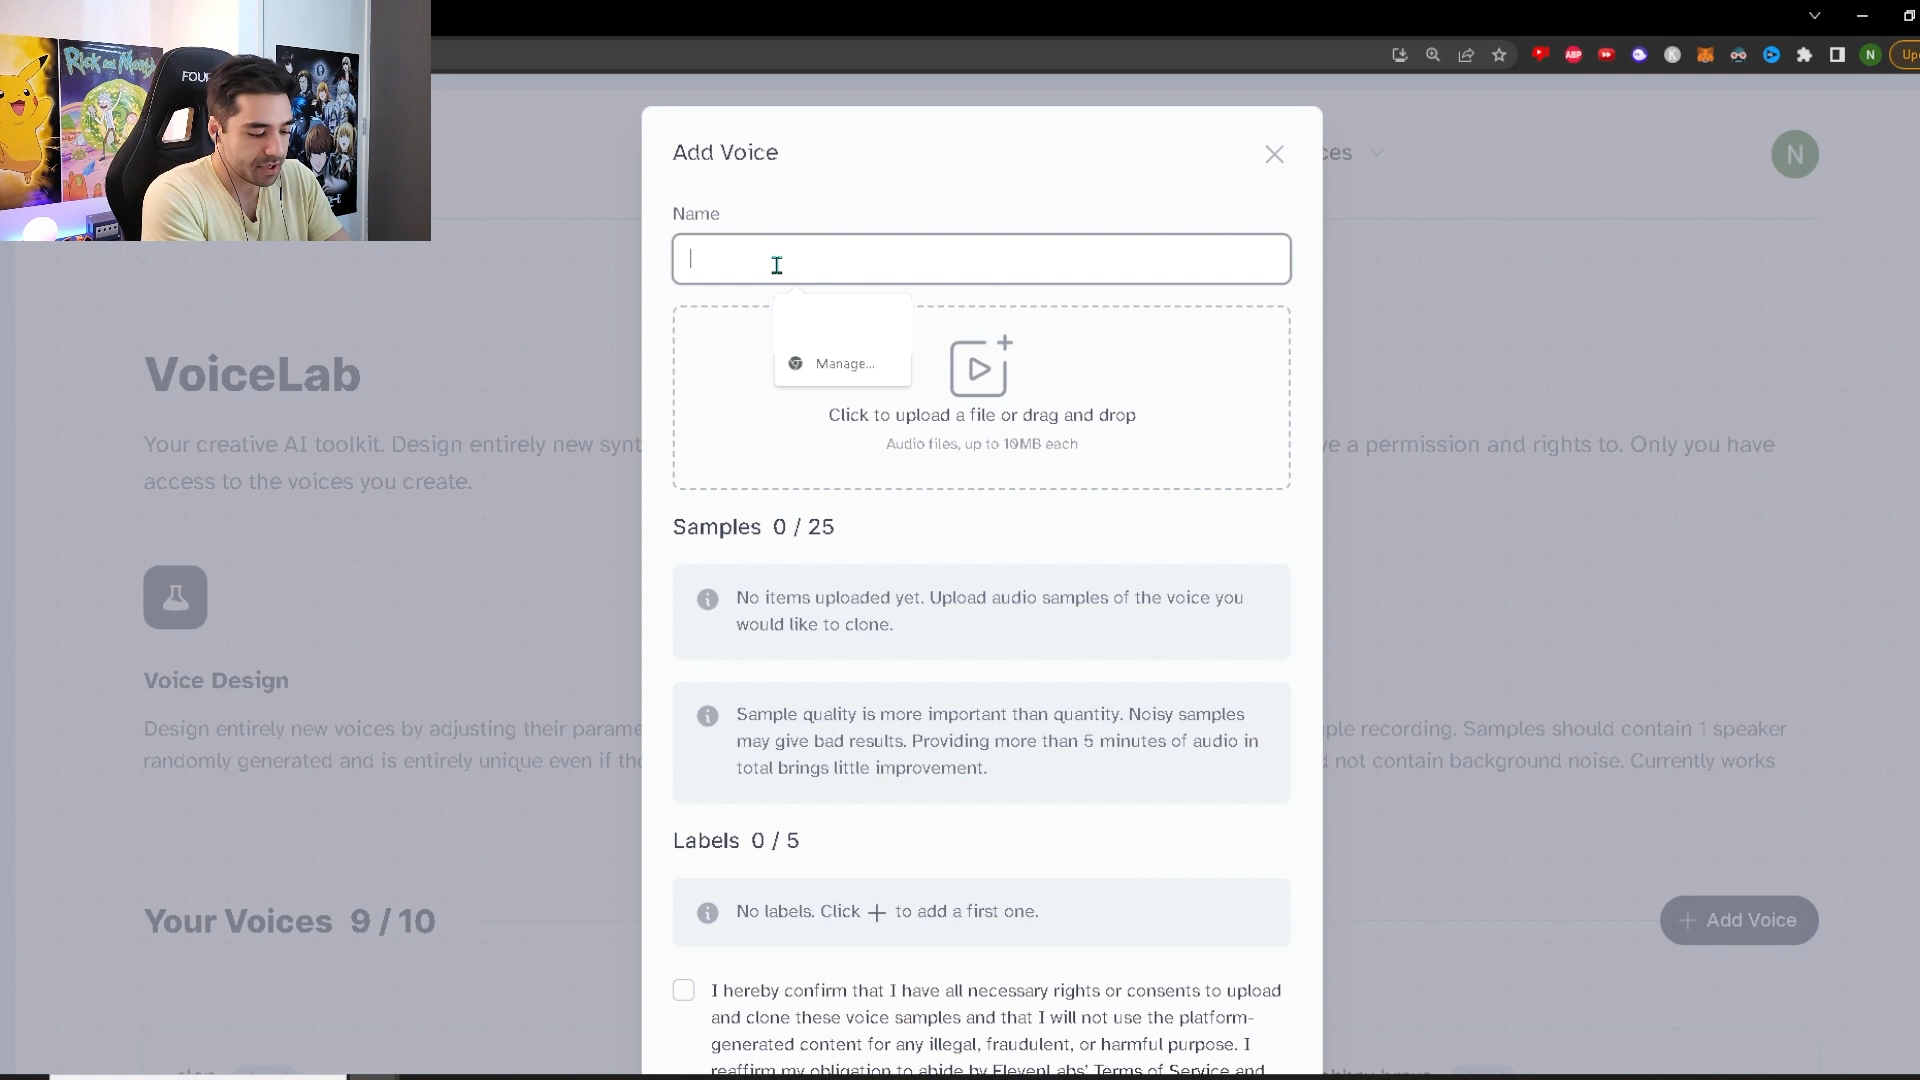 Rick and Morty
FOUR
ABP
K
N
Add Voice
N
Name
Manage...
Click to upload a file or drag and drop
Audio files, up to 10MB each
VoiceLab
Your creative AI toolkit. Design entirely new
e a permission and rights to. Only you have
access to the voices you create.
Samples 0 / 25
No items uploaded yet. Upload audio samples of the voice you
would like to clone.
Voice Design
Sample quality is more important than quantity. Noisy samples
may give bad results. Providing more than 5 minutes of audio in
total brings little improvement.
Design entirely new voices by adjusting their
recording. Samples should contain 1 speaker
randomly generated and is entirely unique even if
not contain background noise. Currently works
Labels 0 / 5
No labels. Click + to add a first one.
Your Voices 9 / 10
+ Add Voice
I hereby confirm that I have all necessary rights or consents to upload
and clone these voice samples and that I will not use the platform-
generated content for any illegal, fraudulent, or harmful purpose. I
reaffirm my obligation to abide by ElevenLabs' Terms of Service and